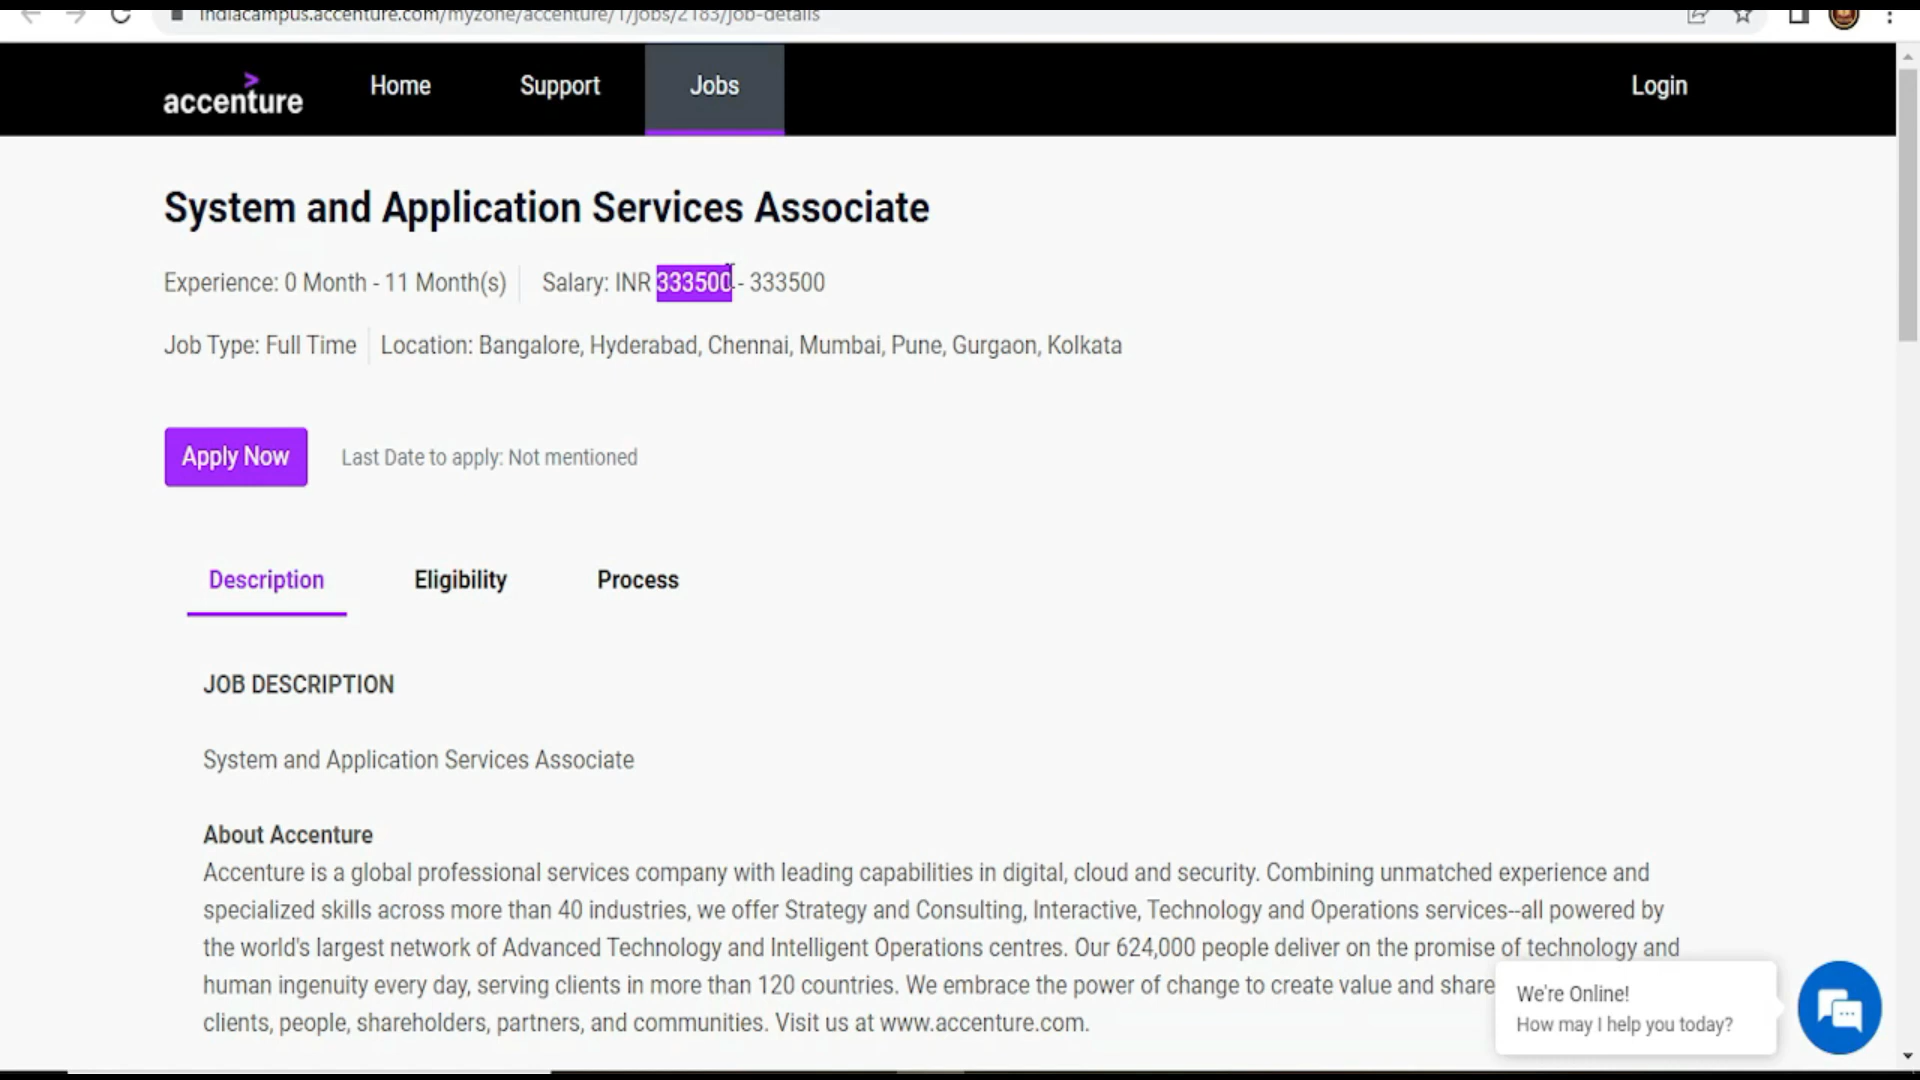 indiacampus.accenture.com/myzone/accenture/1/jobs/2183/job-details
accenture
Home
Support
Jobs
Login
System and Application Services Associate
Experience: 0 Month - 11 Month(s)
Salary: INR 333500 - 333500
Job Type: Full Time
Location: Bangalore, Hyderabad, Chennai, Mumbai, Pune, Gurgaon, Kolkata
Apply Now
Last Date to apply: Not mentioned
Description
Eligibility
Process
JOB DESCRIPTION
System and Application Services Associate
About Accenture
Accenture is a global professional services company with leading capabilities in digital, cloud and security. Combining unmatched experience and
specialized skills across more than 40 industries, we offer Strategy and Consulting, Interactive, Technology and Operations services--all powered by
the world's largest network of Advanced Technology and Intelligent Operations centres. Our 624,000 people deliver on the promise of technology and
human ingenuity every day, serving clients in more than 120 countries. We embrace the power of change to create value and share
clients, people, shareholders, partners, and communities. Visit us at www.accenture.com.
We're Online!
How may I help you today?